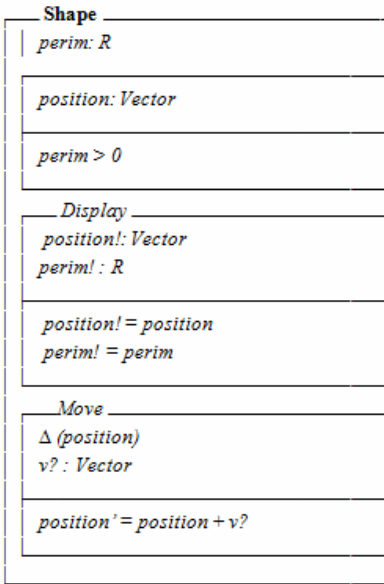 Shape
perim: R
position: Vector
perim > 0
Display
position!: Vector
perim! : R
position! = position
perim! = perim
Move
Δ (position)
v? : Vector
position’ = position + v?